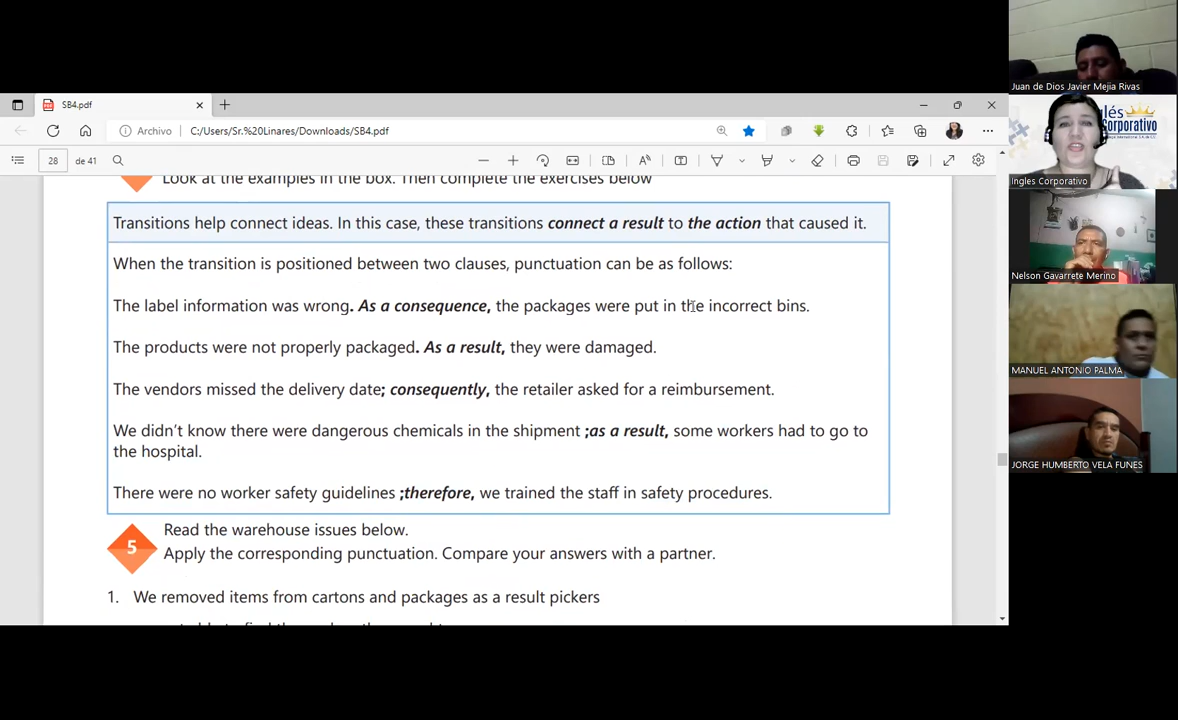 SB4.pdf
Archivo
C:/Users/Sr.%20Linares/Downloads/SB4.pdf
28 de 41
Look at the examples in the box. Then complete the exercises below
Transitions help connect ideas. In this case, these transitions connect a result to the action that caused it.
When the transition is positioned between two clauses, punctuation can be as follows:
The label information was wrong. As a consequence, the packages were put in the incorrect bins.
The products were not properly packaged. As a result, they were damaged.
The vendors missed the delivery date; consequently, the retailer asked for a reimbursement.
We didn't know there were dangerous chemicals in the shipment ;as a result, some workers had to go to
the hospital.
There were no worker safety guidelines ;therefore, we trained the staff in safety procedures.
5
Read the warehouse issues below.
Apply the corresponding punctuation. Compare your answers with a partner.
1. We removed items from cartons and packages as a result pickers
Juan de Dios Javier Mejia Rivas
Corporativo
Ingles Corporativo
Nelson Gavarrete Merino
MANUEL ANTONIO PALMA
JORGE HUMBERTO VELA FUNES